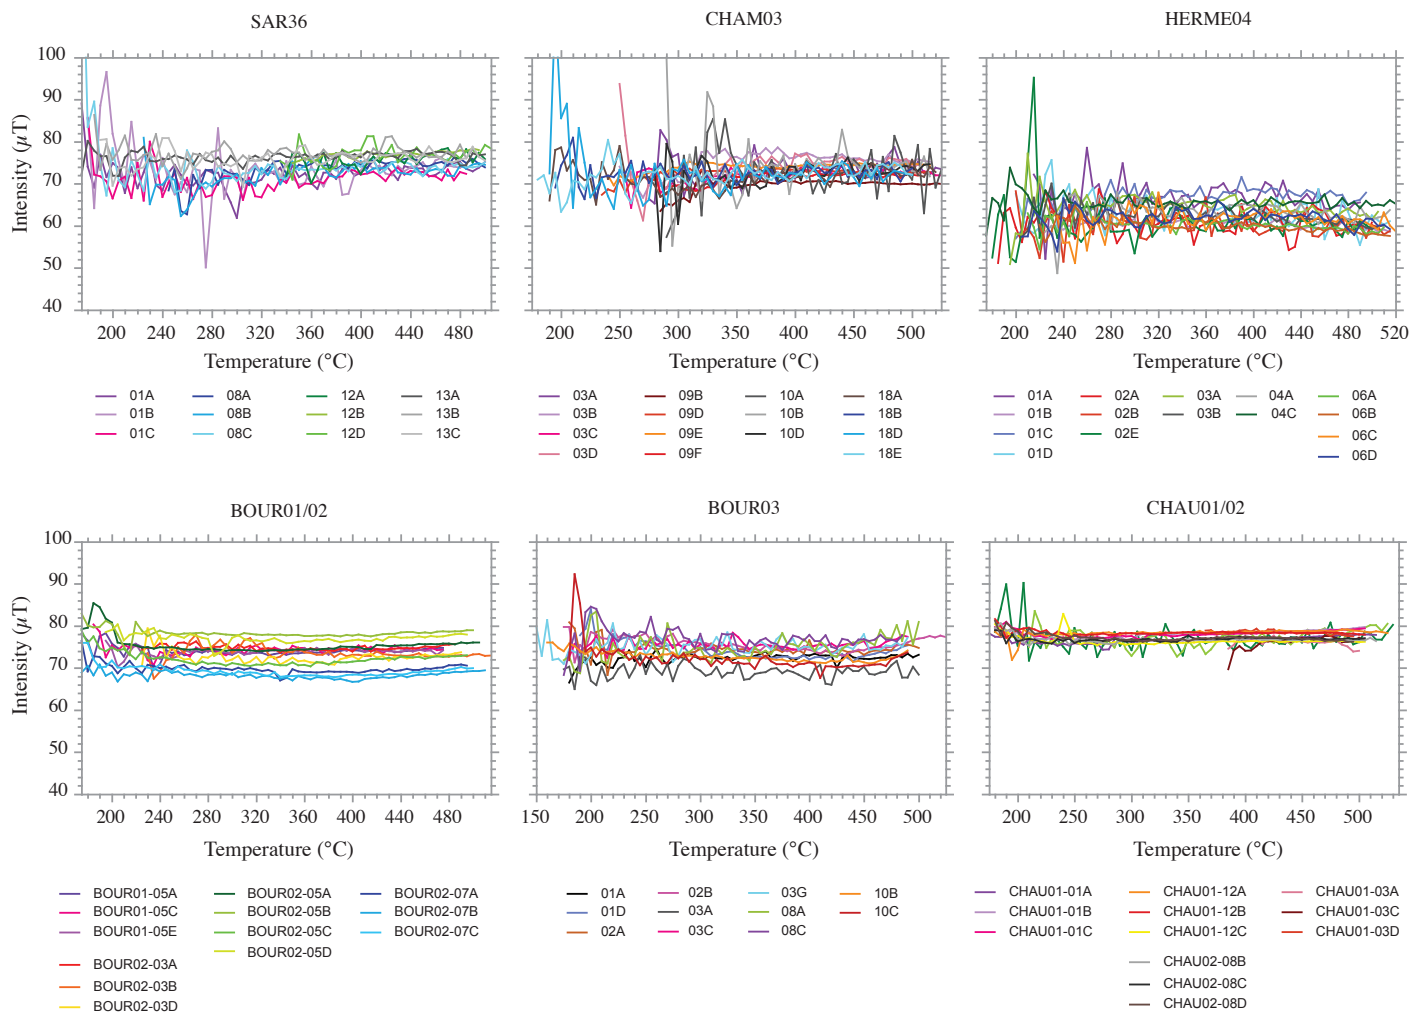 SAR36 CHAM03 HERME04
Intensity (μT)
100
90
80
70
60
50
40
200 240 280 320 360 400 440 480
200 250 300 350 400 450 500
200 240 280 320 360 400 440 480 520
Temperature (°C) Temperature (°C) Temperature (°C)
01A 08A 12A 13A
01B 08B 12B 13B
01C 08C 12D 13C
03A 09B 10A 18A
03B 09D 10B 18B
03C 09E 10D 18D
03D 09F 18E
01A 02A 03A 04A 06A
01B 02B 03B 04C 06B
01C 02E 06C
01D 06D
BOUR01/02 BOUR03 CHAU01/02
Intensity (μT)
100
90
80
70
60
50
40
200 240 280 320 360 400 440 480
150 200 250 300 350 400 450 500
200 250 300 350 400 450 500
Temperature (°C) Temperature (°C) Temperature (°C)
BOUR01-05A BOUR02-05A BOUR02-07A
BOUR01-05C BOUR02-05B BOUR02-07B
BOUR01-05E BOUR02-05C BOUR02-07C
BOUR02-05D
BOUR02-03A
BOUR02-03B
BOUR02-03D
01A 02B 03G 10B
01D 03A 08A 10C
02A 03C 08C
CHAU01-01A CHAU01-12A CHAU01-03A
CHAU01-01B CHAU01-12B CHAU01-03C
CHAU01-01C CHAU01-12C CHAU01-03D
CHAU02-08B
CHAU02-08C
CHAU02-08D